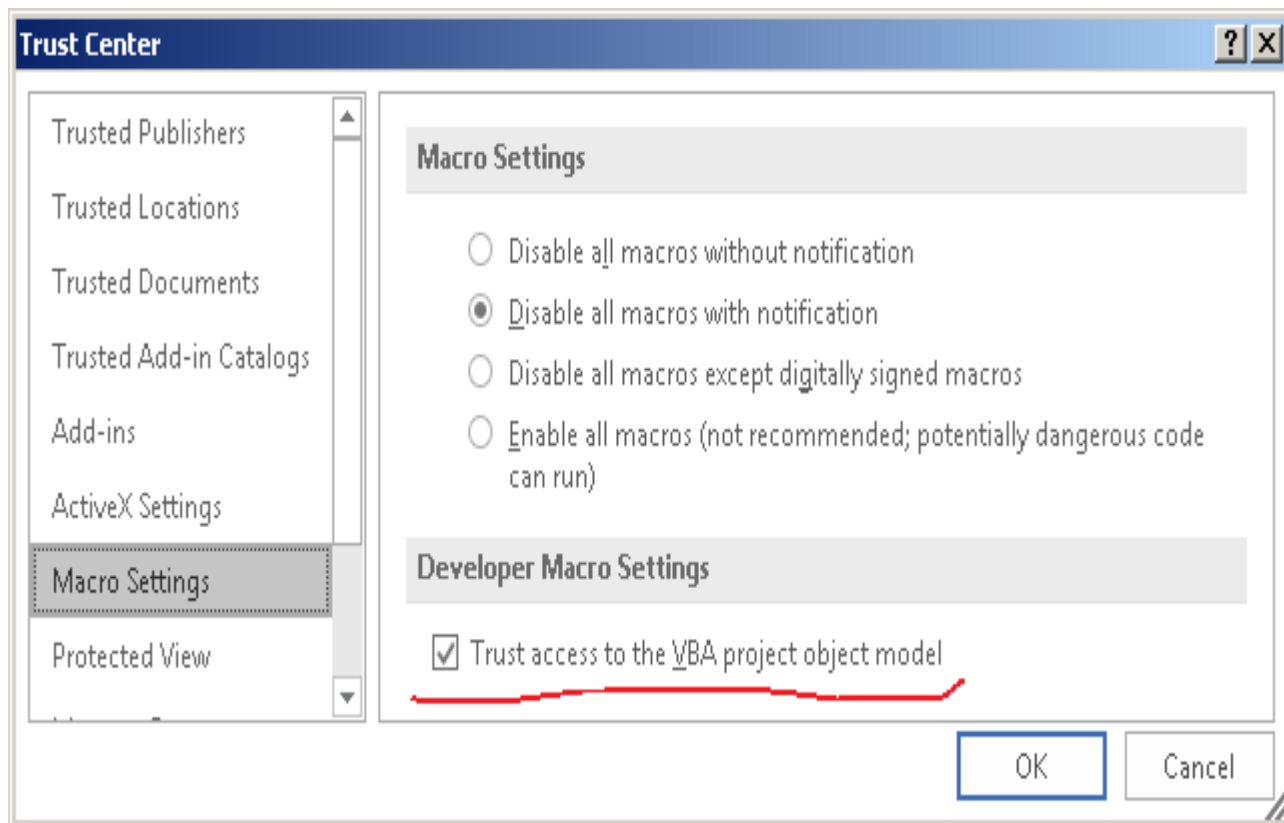 Trust Center
Trusted Publishers
Trusted Locations
Trusted Documents
Trusted Add-in Catalogs
Add-ins
ActiveX Settings
Macro Settings
Protected View
Macro Settings
Disable all macros without notification
Disable all macros with notification
Disable all macros except digitally signed macros
Enable all macros (not recommended; potentially dangerous code
can run)
Developer Macro Settings
Trust access to the VBA project object model
OK
Cancel